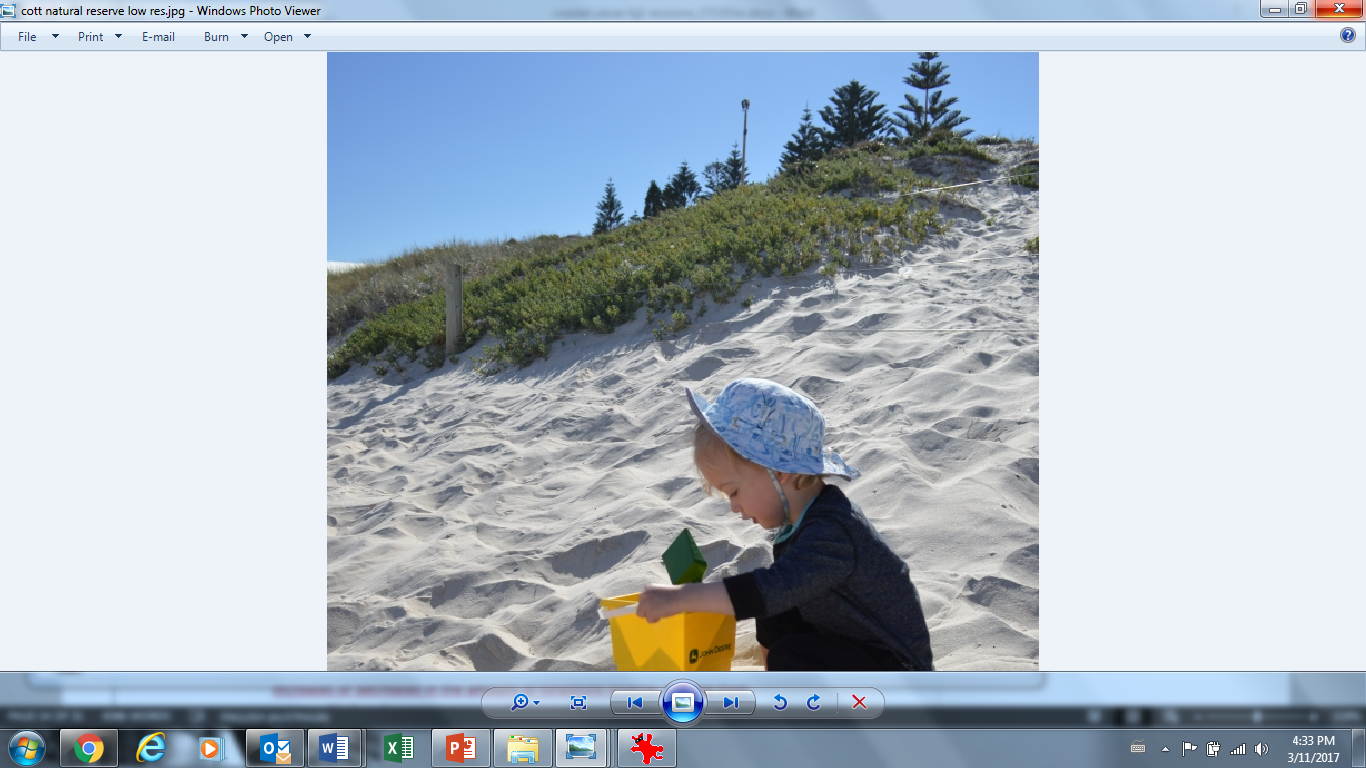 cott natural reserve low res.jpg - Windows Photo Viewer
File Print E-mail Burn Open
JOHN DEERE
4:33 PM
3/11/2017